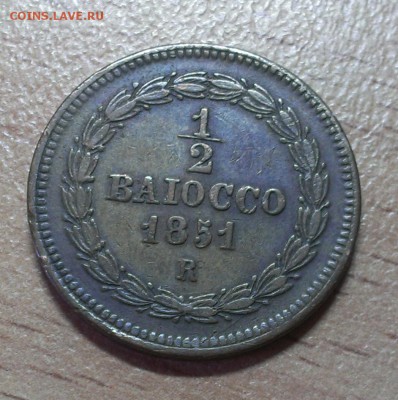 COINS.LAVE.RU
1
2
BAIOCCO
1851
R